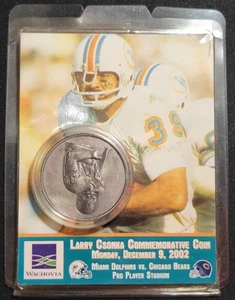 39
LARRY CSONKA COMMEMORATIVE COIN
MONDAY, DECEMBER 9, 2002
MIAMI DOLPHINS VS. CHICAGO BEARS
PRO PLAYER STADIUM
WACHOVIA